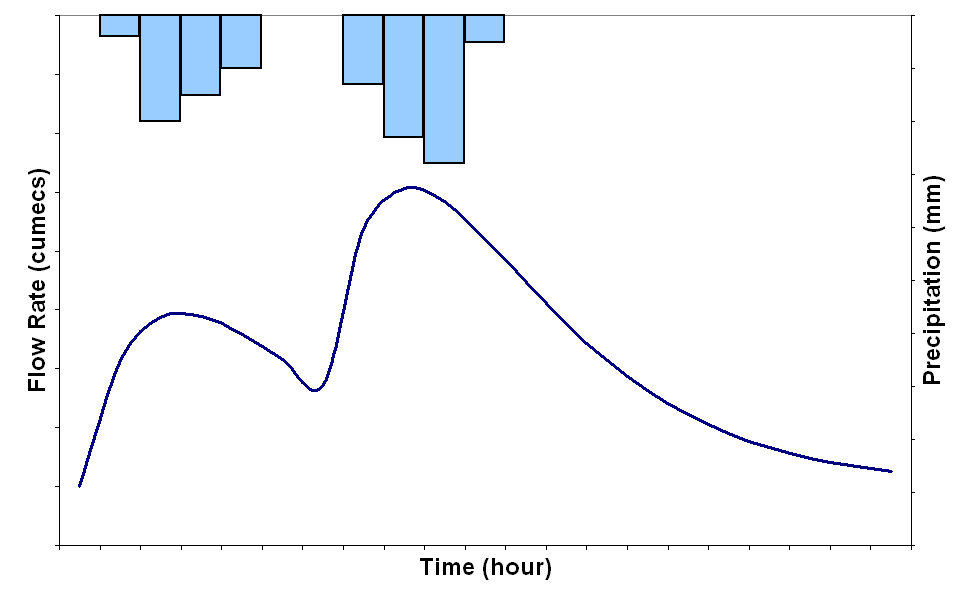 Flow Rate (cumecs)
Precipitation (mm)
Time (hour)